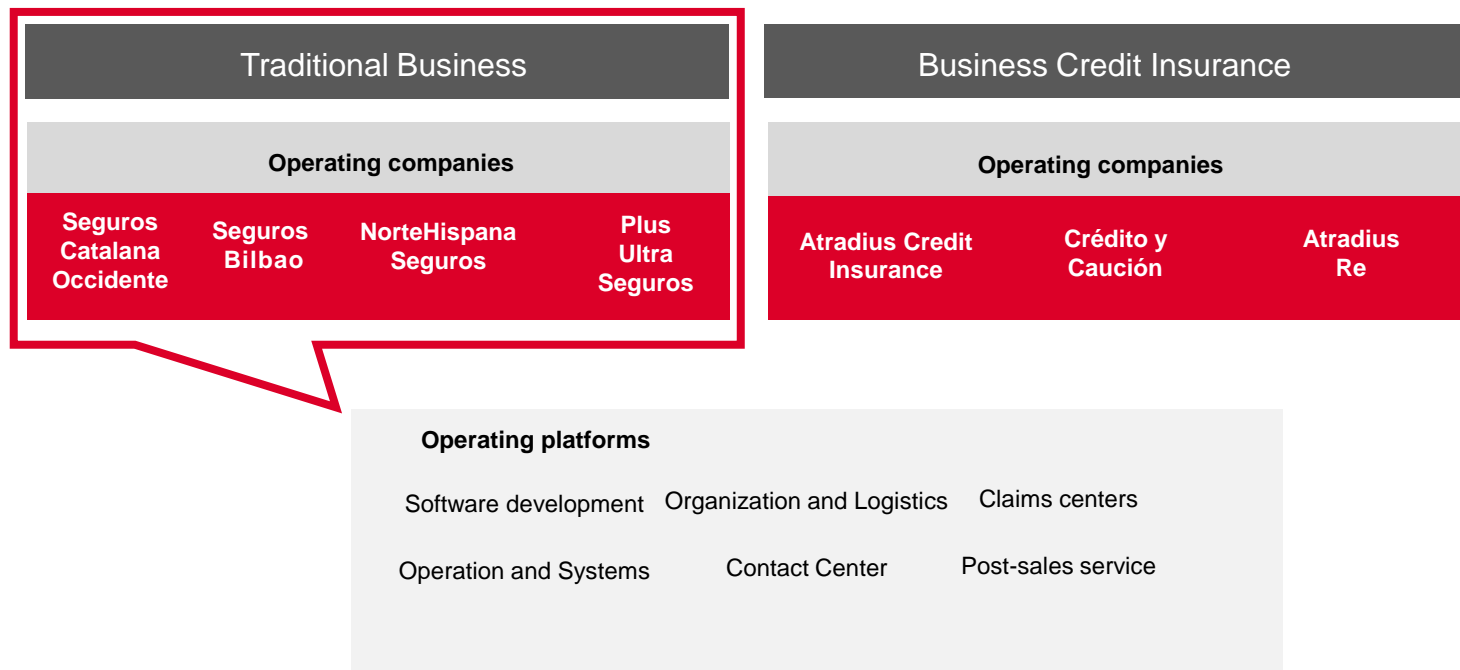 Traditional Business
Business Credit Insurance
Operating companies
Operating companies
Seguros
Catalana
Occidente
Seguros
Bilbao
NorteHispana
Seguros
Plus
Ultra
Seguros
Atradius Credit
Insurance
Crédito y
Caución
Atradius
Re
Operating platforms
Software development
Organization and Logistics
Claims centers
Operation and Systems
Contact Center
Post-sales service